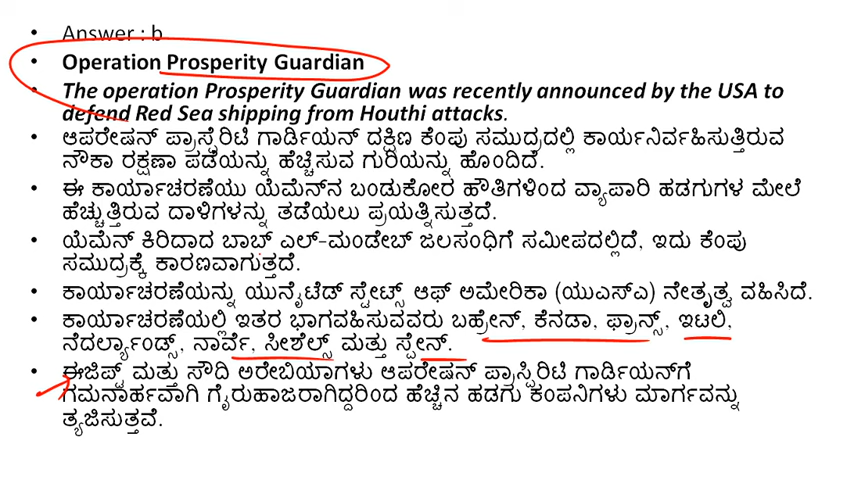 Answer : b
Operation Prosperity Guardian
The operation Prosperity Guardian was recently announced by the USA to
defend Red Sea shipping from Houthi attacks.
ಆಪರೇಷನ್ ಪ್ರಾಸ್ಪೆರಿಟಿ ಗಾರ್ಡಿಯನ್ ದಕ್ಷಿಣ ಕೆಂಪು ಸಮುದ್ರದಲ್ಲಿ ಕಾರ್ಯನಿರ್ವಹಿಸುತ್ತಿರುವ
ನೌಕಾ ರಕ್ಷಣಾ ಪಡೆಯನ್ನು ಹೆಚ್ಚಿಸುವ ಗುರಿಯನ್ನು ಹೊಂದಿದೆ.
ಈ ಕಾರ್ಯಾಚರಣೆಯು ಯೆಮೆನ್‌ನ ಬಂಡುಕೋರ ಹೌತಿಗಳಿಂದ ವ್ಯಾಪಾರಿ ಹಡಗುಗಳ ಮೇಲೆ
ಹೆಚ್ಚುತ್ತಿರುವ ದಾಳಿಗಳನ್ನು ತಡೆಯಲು ಪ್ರಯತ್ನಿಸುತ್ತದೆ.
ಯೆಮೆನ್ ಕಿರಿದಾದ ಬಾಬ್ ಎಲ್-ಮಂಡೇಬ್ ಜಲಸಂಧಿಗೆ ಸಮೀಪದಲ್ಲಿದೆ, ಇದು ಕೆಂಪು
ಸಮುದ್ರಕ್ಕೆ ಕಾರಣವಾಗುತ್ತದೆ.
ಕಾರ್ಯಾಚರಣೆಯನ್ನು ಯುನೈಟೆಡ್ ಸ್ಟೇಟ್ಸ್ ಆಫ್ ಅಮೇರಿಕಾ (ಯುಎಸ್ಎ) ನೇತೃತ್ವ ವಹಿಸಿದೆ.
ಕಾರ್ಯಾಚರಣೆಯಲ್ಲಿ ಇತರ ಭಾಗವಹಿಸುವವರು ಬಹ್ರೇನ್, ಕೆನಡಾ, ಫ್ರಾನ್ಸ್, ಇಟಲಿ,
ನೆದರ್ಲ್ಯಾಂಡ್ಸ್, ನಾರ್ವೆ, ಸೀಶೆಲ್ಸ್ ಮತ್ತು ಸ್ಪೇನ್.
ಈಜಿಪ್ಟ್ ಮತ್ತು ಸೌದಿ ಅರೇಬಿಯಾಗಳು ಆಪರೇಷನ್ ಪ್ರಾಸ್ಪಿರಿಟಿ ಗಾರ್ಡಿಯನ್‌ಗೆ
ಗಮನಾರ್ಹವಾಗಿ ಗೈರುಹಾಜರಾಗಿದ್ದರಿಂದ ಹೆಚ್ಚಿನ ಹಡಗು ಕಂಪನಿಗಳು ಮಾರ್ಗವನ್ನು
ತ್ಯಜಿಸುತ್ತವೆ.